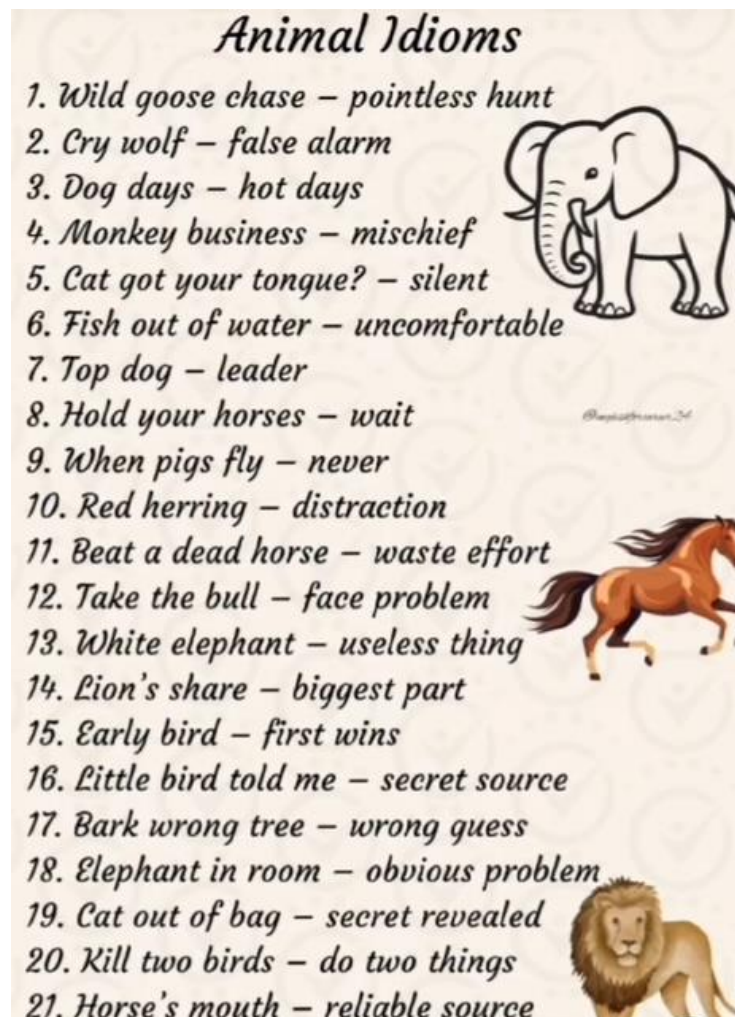 Animal Idioms
1. Wild goose chase – pointless hunt
2. Cry wolf – false alarm
3. Dog days – hot days
4. Monkey business – mischief
5. Cat got your tongue? – silent
6. Fish out of water – uncomfortable
7. Top dog – leader
8. Hold your horses – wait
9. When pigs fly – never
10. Red herring – distraction
11. Beat a dead horse – waste effort
12. Take the bull – face problem
13. White elephant – useless thing
14. Lion's share – biggest part
15. Early bird – first wins
16. Little bird told me – secret source
17. Bark wrong tree – wrong guess
18. Elephant in room – obvious problem
19. Cat out of bag – secret revealed
20. Kill two birds – do two things
21. Horse's mouth – reliable source